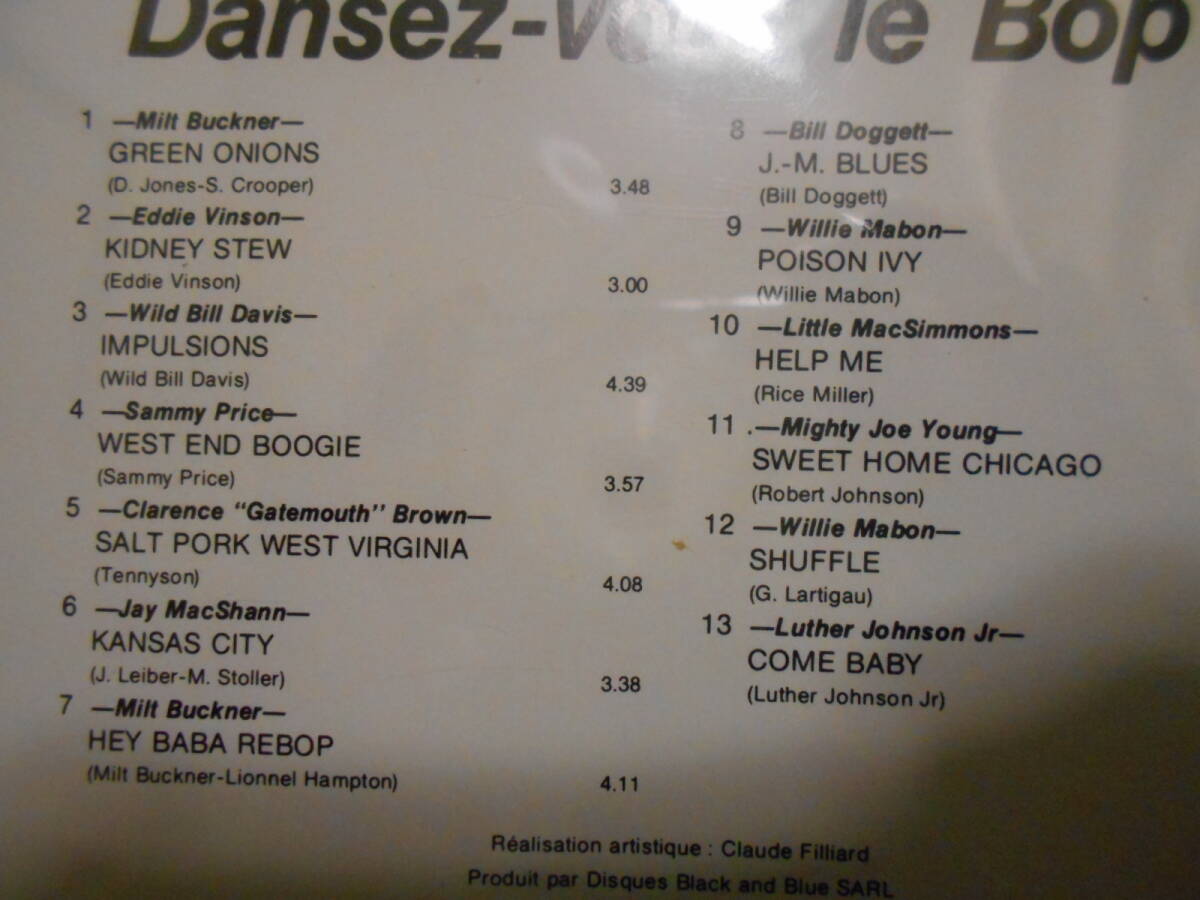 Dansez-Vous le Bop
1 —Milt Buckner—
GREEN ONIONS
(D. Jones-S. Crooper) 3.48
2 —Eddie Vinson—
KIDNEY STEW
(Eddie Vinson) 3.00
3 —Wild Bill Davis—
IMPULSIONS
(Wild Bill Davis) 4.39
4 —Sammy Price—
WEST END BOOGIE
(Sammy Price) 3.57
5 —Clarence "Gatemouth" Brown—
SALT PORK WEST VIRGINIA
(Tennyson) 4.08
6 —Jay MacShann—
KANSAS CITY
(J. Leiber-M. Stoller) 3.38
7 —Milt Buckner—
HEY BABA REBOP
(Milt Buckner-Lionnel Hampton) 4.11
8 —Bill Doggett—
J.-M. BLUES
(Bill Doggett)
9 —Willie Mabon—
POISON IVY
(Willie Mabon)
10 —Little MacSimmons—
HELP ME
(Rice Miller)
11 .—Mighty Joe Young—
SWEET HOME CHICAGO
(Robert Johnson)
12 —Willie Mabon—
SHUFFLE
(G. Lartigau)
13 —Luther Johnson Jr—
COME BABY
(Luther Johnson Jr)
Réalisation artistique : Claude Filliard
Produit par Disques Black and Blue SARL